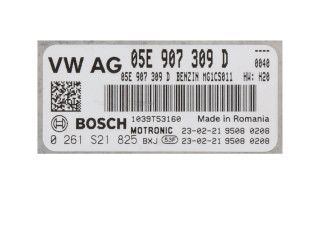 VW AG 05E 907 309 D ----
0040
05E 907 309 D BENZIN MG1CS011 HW: H20
BOSCH 1039T53160 Made in Romania
MOTRONIC 23-02-21 9508 0208
0 261 S21 825 BXJ 23-02-21 9508 0208